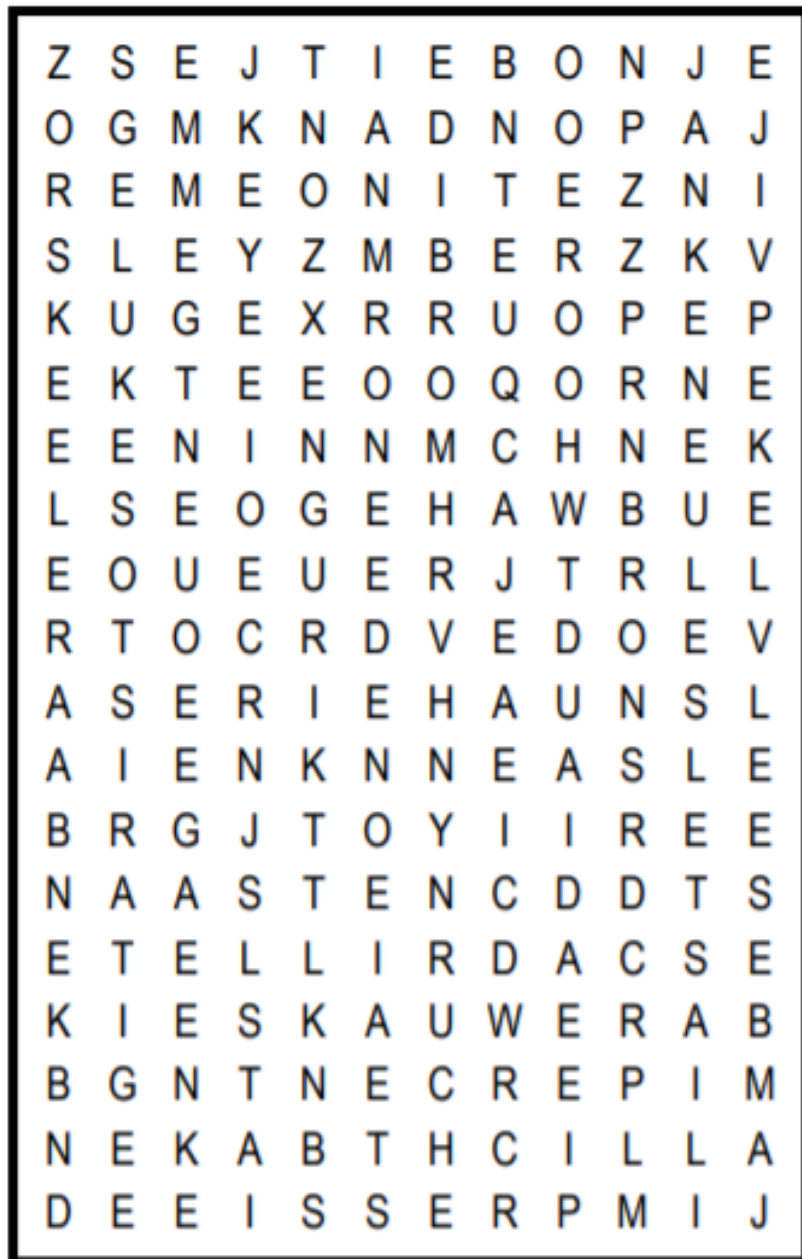 Z S E J T I E B O N J E
O G M K N A D N O P A J
R E M E O N I T E Z N I
S L E Y Z M B E R Z K V
K U G E X R R U O P E P
E K T E E O O Q O R N E
E E N I N N M C H N E K
L S E O G E H A W B U E
E O U E U E R J T R L L
R T O C R D V E D O E V
A S E R I E H A U N S L
A I E N K N N E A S L E
B R G J T O Y I I R E E
N A A S T E N C D D T S
E T E L L I R D A C S E
K I E S K A U W E R A B
B G N T N E C R E P I M
N E K A B T H C I L L A
D E E I S S E R P M I J